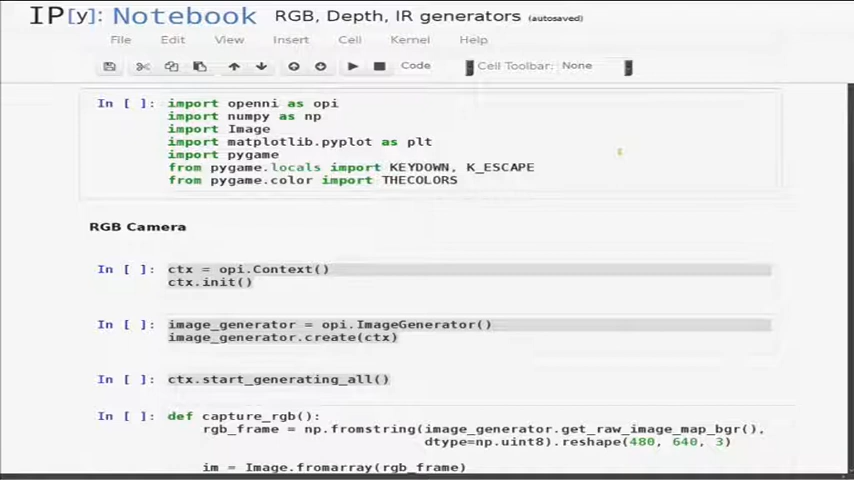 IP[y]: Notebook RGB, Depth, IR generators (autosaved)
File Edit View Insert Cell Kernel Help
Code Cell Toolbar: None
In [ ]: import openni as opi
import numpy as np
import Image
import matplotlib.pyplot as plt
import pygame
from pygame.locals import KEYDOWN, K_ESCAPE
from pygame.color import THECOLORS
RGB Camera
In [ ]: ctx = opi.Context()
ctx.init()
In [ ]: image_generator = opi.ImageGenerator()
image_generator.create(ctx)
In [ ]: ctx.start_generating_all()
In [ ]: def capture_rgb():
rgb_frame = np.fromstring(image_generator.get_raw_image_map_bgr(),
dtype=np.uint8).reshape(480, 640, 3)
im = Image.fromarray(rgb_frame)